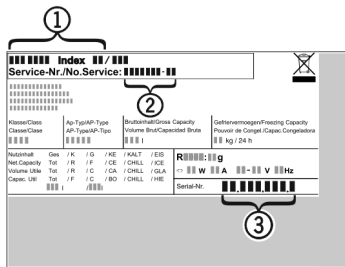 1
Index /
Service-Nr./No.Service: -
2
Klasse/Class Ap-Typ/AP-Type Bruttoinhalt/Gross Capacity Gefriervermoegen/Freezing Capacity
Classe/Clase AP-Type/AP-Tipo Volume Brut/Capacidad Bruta Pouvoir de Congel./Capac.Congeladora
l kg / 24 h
Nutzinhalt Ges / K / G / KE / KALT / EIS
Net.Capacity Tot / R / F / CE / CHILL / ICE
Volume Utile Tot / R / C / CA / CHILL / GLA
Capac. Util Tot / F / C / BO / CHILL / HIE
l / l
R : g
W A - V Hz
Serial-Nr. . . .
3